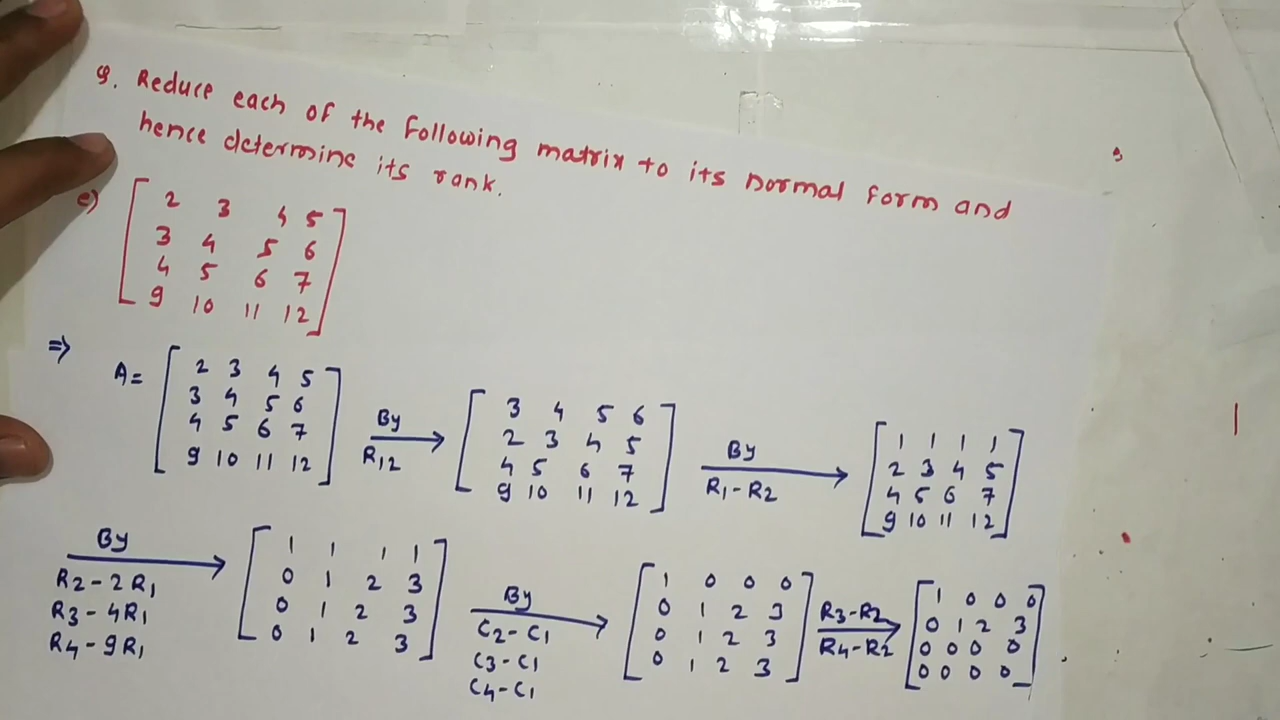 Q. Reduce each of the following matrix to its normal form and
hence determine its rank.
e) [ 2 3 4 5
3 4 5 6
4 5 6 7
9 10 11 12 ]
⇒ A= [ 2 3 4 5
3 4 5 6
4 5 6 7
9 10 11 12 ]
By
R12
[ 3 4 5 6
2 3 4 5
4 5 6 7
9 10 11 12 ]
By
R1-R2
[ 1 1 1 1
2 3 4 5
4 5 6 7
9 10 11 12 ]
By
R2-2R1
R3-4R1
R4-9R1
[ 1 1 1 1
0 1 2 3
0 1 2 3
0 1 2 3 ]
By
C2-C1
C3-C1
C4-C1
[ 1 0 0 0
0 1 2 3
0 1 2 3
0 1 2 3 ]
R3-R2
R4-R2
[ 1 0 0 0
0 1 2 3
0 0 0 0
0 0 0 0 ]